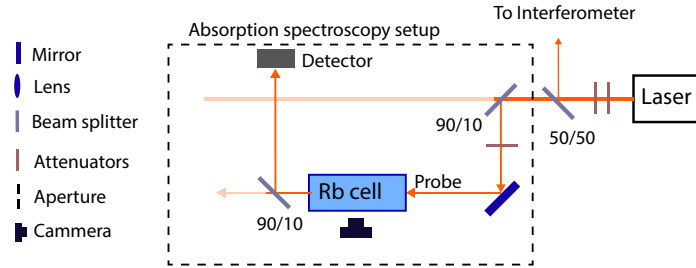 To Interferometer
Absorption spectroscopy setup
Detector
Mirror
Lens
Beam splitter
Attenuators
Aperture
Cammera
Laser
90/10
50/50
Rb cell
Probe
90/10